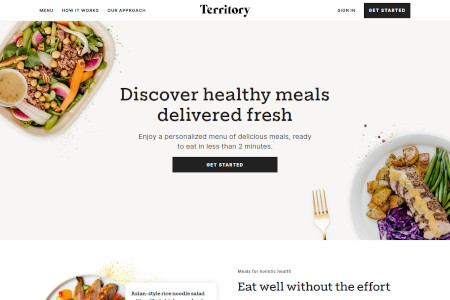 MENU HOW IT WORKS OUR APPROACH Territory SIGN IN GET STARTED
Discover healthy meals
delivered fresh
Enjoy a personalized menu of delicious meals, ready
to eat in less than 2 minutes.
GET STARTED
Meals for holistic health
Eat well without the effort
Asian-style rice noodle salad